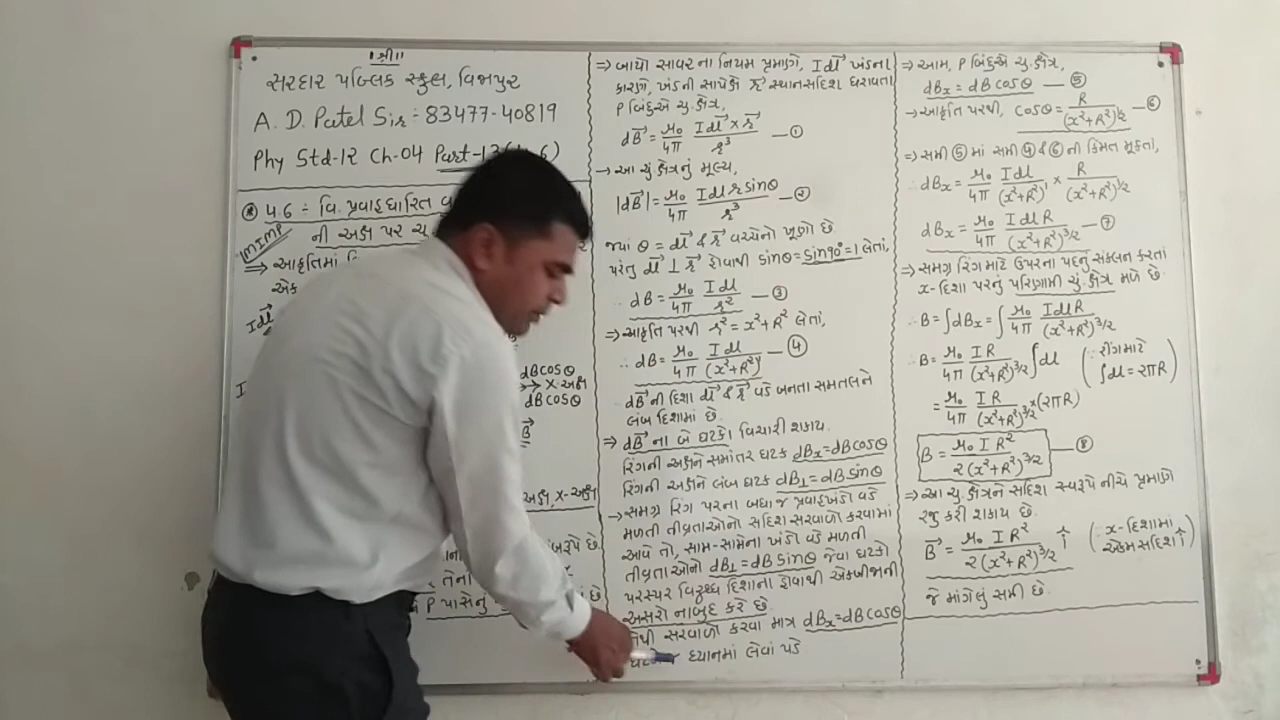 ॥ श्री ॥
સરદાર પબ્લિક સ્કુલ, વિજાપુર
A. D. Patel Sir : 83477-40819
Phy Std-12 Ch-04 Part-13 6)
4.6 : વિ. પ્રવાહધારિત
ની અક્ષ પર ચુ.
MIMP
⇒ આકૃતિમાં
એક
Idl→
I
dBcosθ
X-અક્ષ
dBcosθ
B→
અક્ષ, X-અક્ષ
બરૂપે છે.
તેના
P પાસેનું છે
⇒ બાયો સાવરના નિયમ પ્રમાણે, Idl→ ખંડના
કારણે, ખંડની સાપેક્ષે r→ સ્થાનસદિશ ધરાવતા
P બિંદુએ ચુ.ક્ષેત્ર,
dB→ = μ₀/4π Idl→ × r→/r³ — ①
→ આ ચુ.ક્ષેત્રનું મૂલ્ય,
|dB→| = μ₀/4π Idl r sinθ/r³ — ②
જ્યાં θ = dl→ & r→ વચ્ચેનો ખૂણો છે
પરંતુ dl→ ⊥ r→ હોવાથી sinθ = sin90° = 1 લેતાં,
∴ dB = μ₀/4π Idl/r² — ③
⇒ આકૃતિ પરથી r² = x² + R² લેતાં,
∴ dB = μ₀/4π Idl/(x²+R²)¹ — ④
dB→ ની દિશા dl→ & r→ વડે બનતા સમતલને
લંબ દિશામાં છે.
⇒ dB→ ના બે ઘટકો વિચારી શકાય.
રિંગની અક્ષને સમાંતર ઘટક dBx = dBcosθ
રિંગની અક્ષને લંબ ઘટક dB⊥ = dBsinθ
→ સમગ્ર રિંગ પરના બધા જ પ્રવાહખંડો વડે
મળતી તીવ્રતાઓનો સદિશ સરવાળો કરવામાં
આવે તો, સામ-સામેના ખંડો વડે મળતી
તીવ્રતાઓનો dB⊥ = dBsinθ જેવા ઘટકો
પરસ્પર વિરુધ્ધ દિશાના હોવાથી એકબીજાની
અસરો નાબુદ કરે છે.
તેથી સરવાળો કરવા માત્ર dBx = dBcosθ
ધ્યાનમાં લેવાં પડે
⇒ આમ, P બિંદુએ ચુ.ક્ષેત્ર,
dBx = dBcosθ — ⑤
→ આકૃતિ પરથી, cosθ = R/(x²+R²)^1/2 — ⑥
⇒ સમી ⑤ માં સમી ④ & ⑥ ની કિંમત મૂકતાં,
∴ dBx = μ₀/4π Idl/(x²+R²)¹ × R/(x²+R²)^1/2
dBx = μ₀/4π IdlR/(x²+R²)^3/2 — ⑦
⇒ સમગ્ર રિંગ માટે ઉપરના પદનું સંકલન કરતાં
x-દિશા પરનું પરિણામી ચું.ક્ષેત્ર મળે છે.
∴ B = ∫dBx = ∫ μ₀/4π IdlR/(x²+R²)^3/2
∴ B = μ₀/4π IR/(x²+R²)^3/2 ∫dl (∵ રીંગ માટે ∫dl = 2πR)
= μ₀/4π IR/(x²+R²)^3/2 × (2πR)
B = μ₀IR²/2(x²+R²)^3/2 — ⑧
⇒ આ ચુ.ક્ષેત્રને સદિશ સ્વરૂપે નીચે પ્રમાણે
રજુ કરી શકાય છે.
B→ = μ₀IR²/2(x²+R²)^3/2 î (∵ x-દિશામાં એકમ સદિશ î)
જે માંગેલું સમી છે.